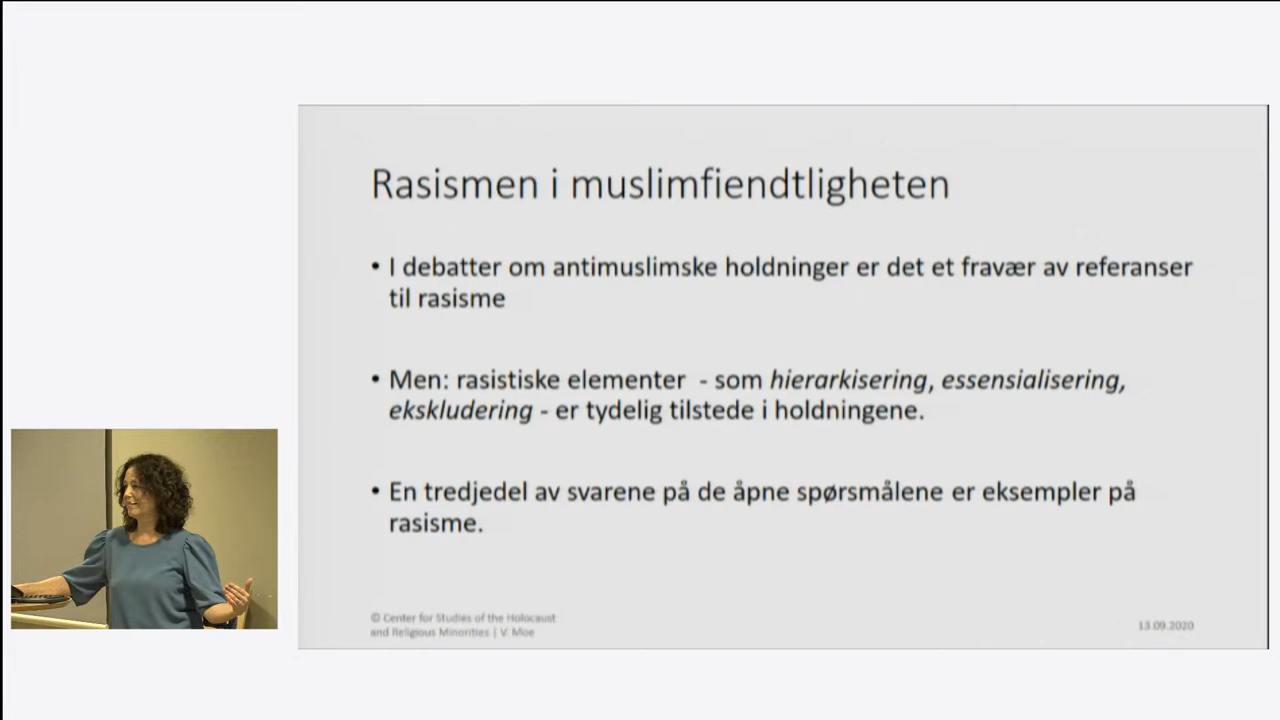 Rasismen i muslimfiendtligheten
• I debatter om antimuslimske holdninger er det et fravær av referanser
til rasisme
• Men: rasistiske elementer - som hierarkisering, essensialisering,
ekskludering - er tydelig tilstede i holdningene.
• En tredjedel av svarene på de åpne spørsmålene er eksempler på
rasisme.
© Center for Studies of the Holocaust
and Religious Minorities | V. Moe
13.09.2020